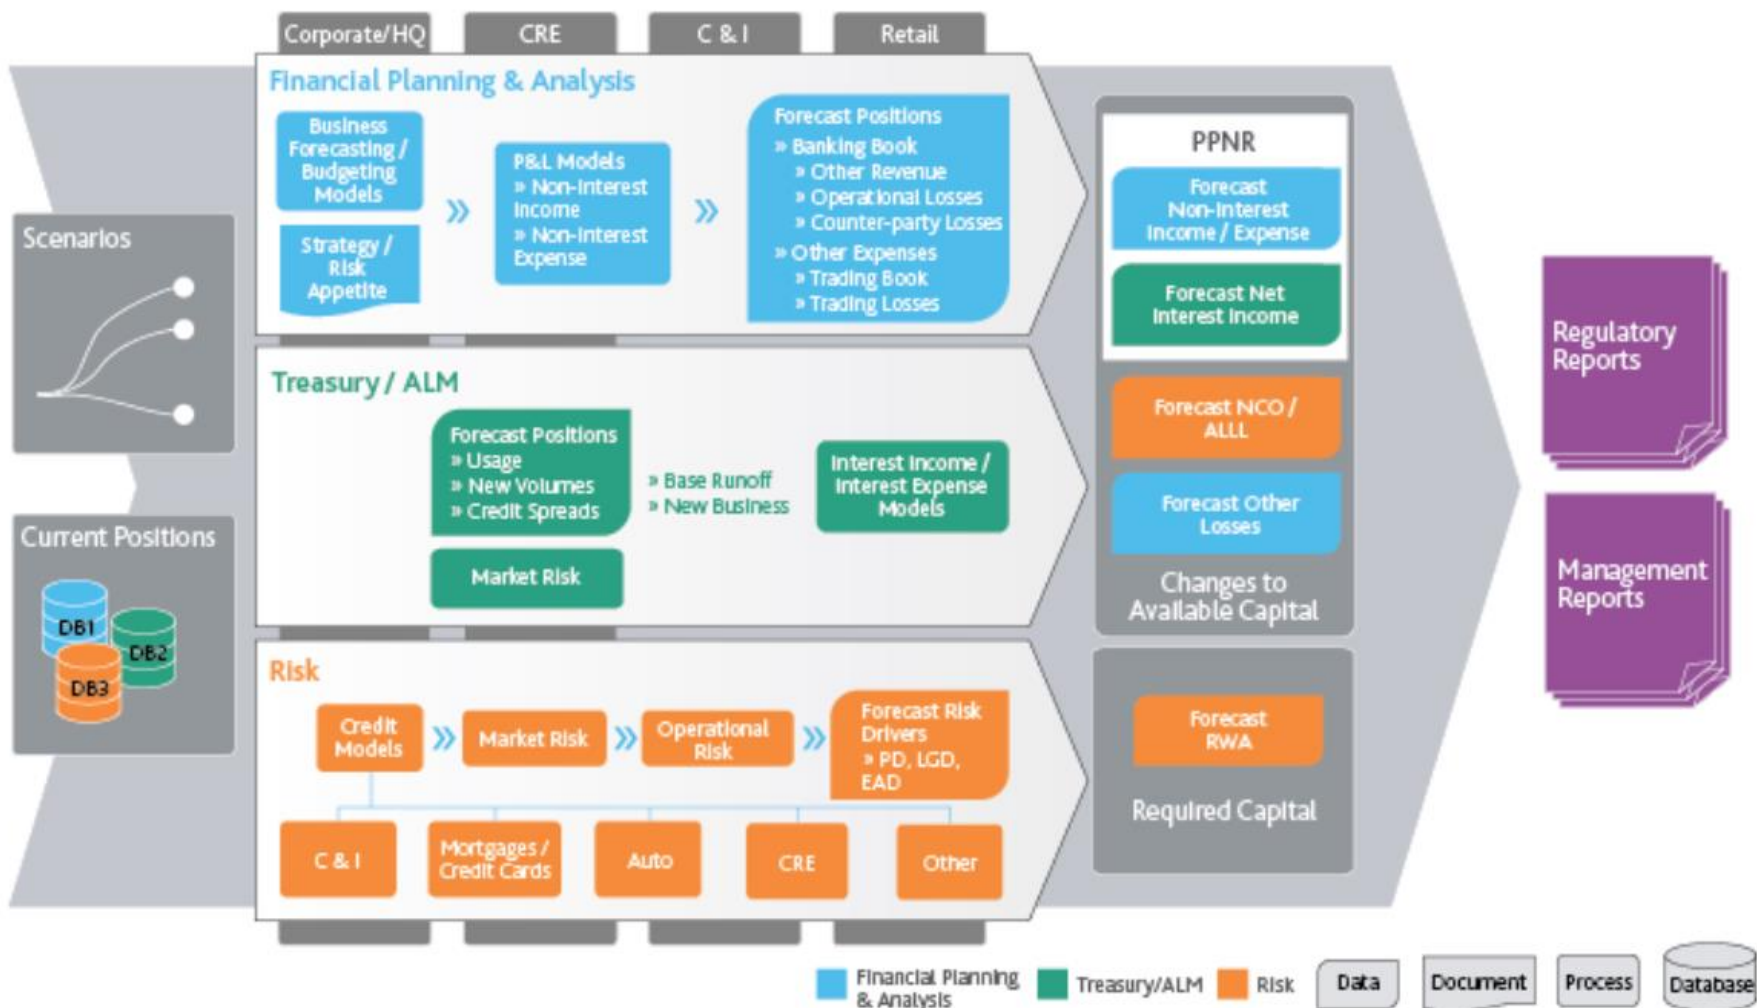 Corporate/HQ
CRE
C & I
Retail
Financial Planning & Analysis
Business
Forecasting /
Budgeting
Models
Strategy /
Risk
Appetite
P&L Models
» Non-Interest
Income
» Non-Interest
Expense
Forecast Positions
» Banking Book
» Other Revenue
» Operational Losses
» Counter-party Losses
» Other Expenses
» Trading Book
» Trading Losses
Scenarios
Current Positions
DB1
DB2
DB3
Treasury / ALM
Forecast Positions
» Usage
» New Volumes
» Credit Spreads
» Base Runoff
» New Business
Interest Income /
Interest Expense
Models
Market Risk
Risk
Credit
Models
Market Risk
Operational
Risk
Forecast Risk
Drivers
» PD, LGD,
EAD
C & I
Mortgages /
Credit Cards
Auto
CRE
Other
PPNR
Forecast
Non-Interest
Income / Expense
Forecast Net
Interest Income
Forecast NCO /
ALLL
Forecast Other
Losses
Changes to
Available Capital
Forecast
RWA
Required Capital
Regulatory
Reports
Management
Reports
Financial Planning
& Analysis
Treasury/ALM
Risk
Data
Document
Process
Database